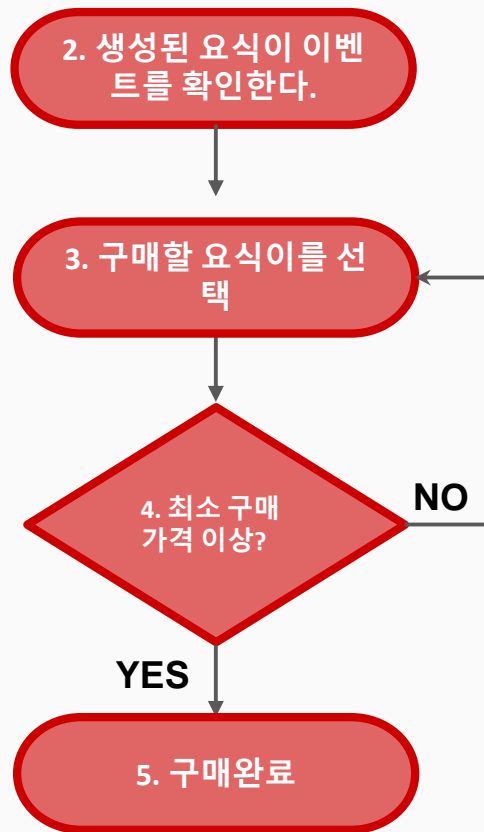 2. 생성된 요식이 이벤
트를 확인한다.
3. 구매할 요식이를 선
택
4. 최소 구매
가격 이상?
NO
YES
5. 구매완료